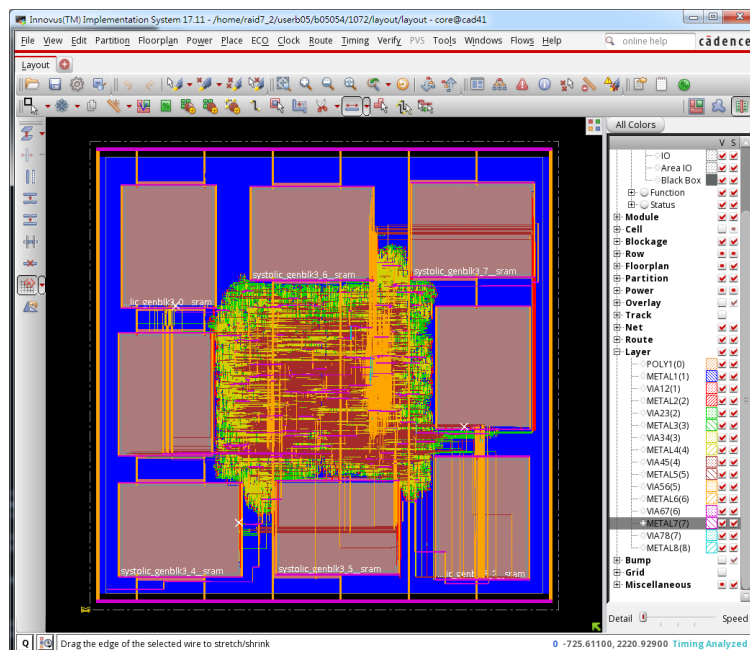 Innovus(TM) Implementation System 17.11 - /home/raid7_2/userb05/b05054/1072/layout/layout - core@cad41
File View Edit Partition Floorplan Power Place ECO Clock Route Timing Verify PVS Tools Windows Flows Help
online help
cādence
Layout
All Colors
V S
IO
Area IO
Black Box
Function
Status
Module
Cell
Blockage
Row
Floorplan
Partition
Power
Overlay
Track
Net
Route
Layer
POLY1(0)
METAL1(1)
VIA12(1)
METAL2(2)
VIA23(2)
METAL3(3)
VIA34(3)
METAL4(4)
VIA45(4)
METAL5(5)
VIA56(5)
METAL6(6)
VIA67(6)
METAL7(7)
VIA78(7)
METAL8(8)
Bump
Grid
Miscellaneous
systolic_genblk3_6__sram
systolic_genblk3_7__sram
lic_genblk3_0__sram
systolic_genblk3_4__sram
systolic_genblk3_5__sram
Detail
Speed
Q
Drag the edge of the selected wire to stretch/shrink
0 -725.61100, 2220.92900 Timing Analyzed